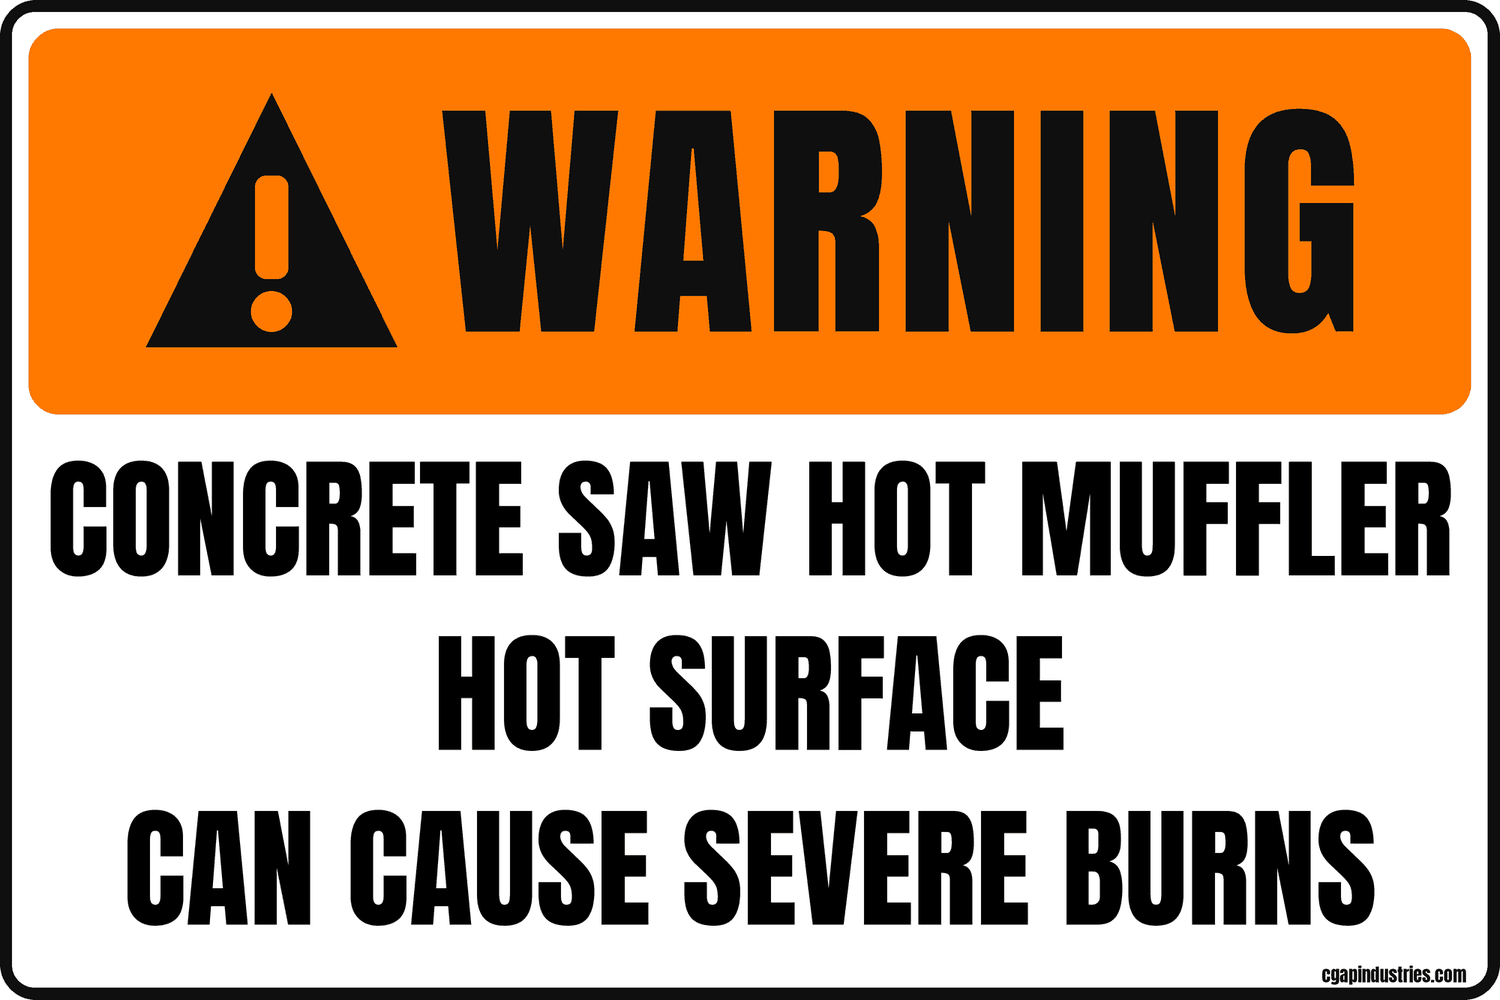 WARNING
CONCRETE SAW HOT MUFFLER
HOT SURFACE
CAN CAUSE SEVERE BURNS
cgapindustries.com